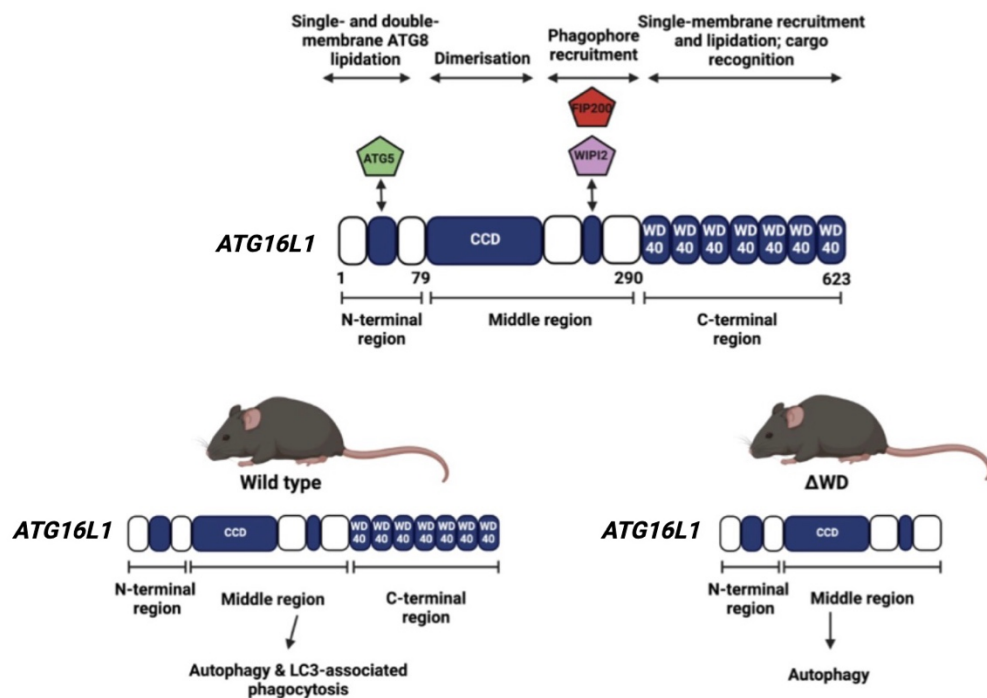 Single- and double-
membrane ATG8
lipidation
Dimerisation
Phagophore
recruitment
Single-membrane recruitment
and lipidation; cargo
recognition
FIP200
ATG5
WIPI2
ATG16L1
CCD
WD
40
WD
40
WD
40
WD
40
WD
40
WD
40
WD
40
1
79
290
623
N-terminal
region
Middle region
C-terminal
region
Wild type
ATG16L1
CCD
WD
40
WD
40
WD
40
WD
40
WD
40
WD
40
WD
40
N-terminal
region
Middle region
C-terminal
region
Autophagy & LC3-associated
phagocytosis
ΔWD
ATG16L1
CCD
N-terminal
region
Middle region
Autophagy